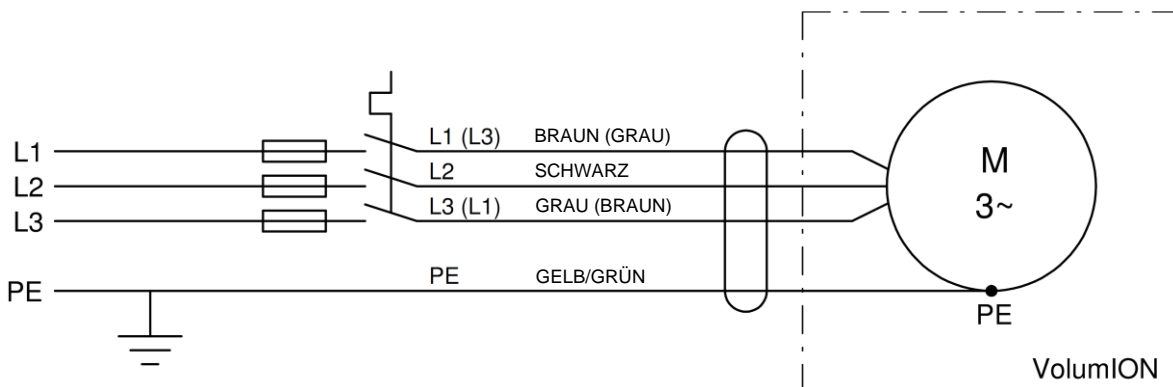 L1 L1 (L3) BRAUN (GRAU)
L2 L2 SCHWARZ
L3 L3 (L1) GRAU (BRAUN)
M
3~
PE PE GELB/GRÜN
PE
VolumION